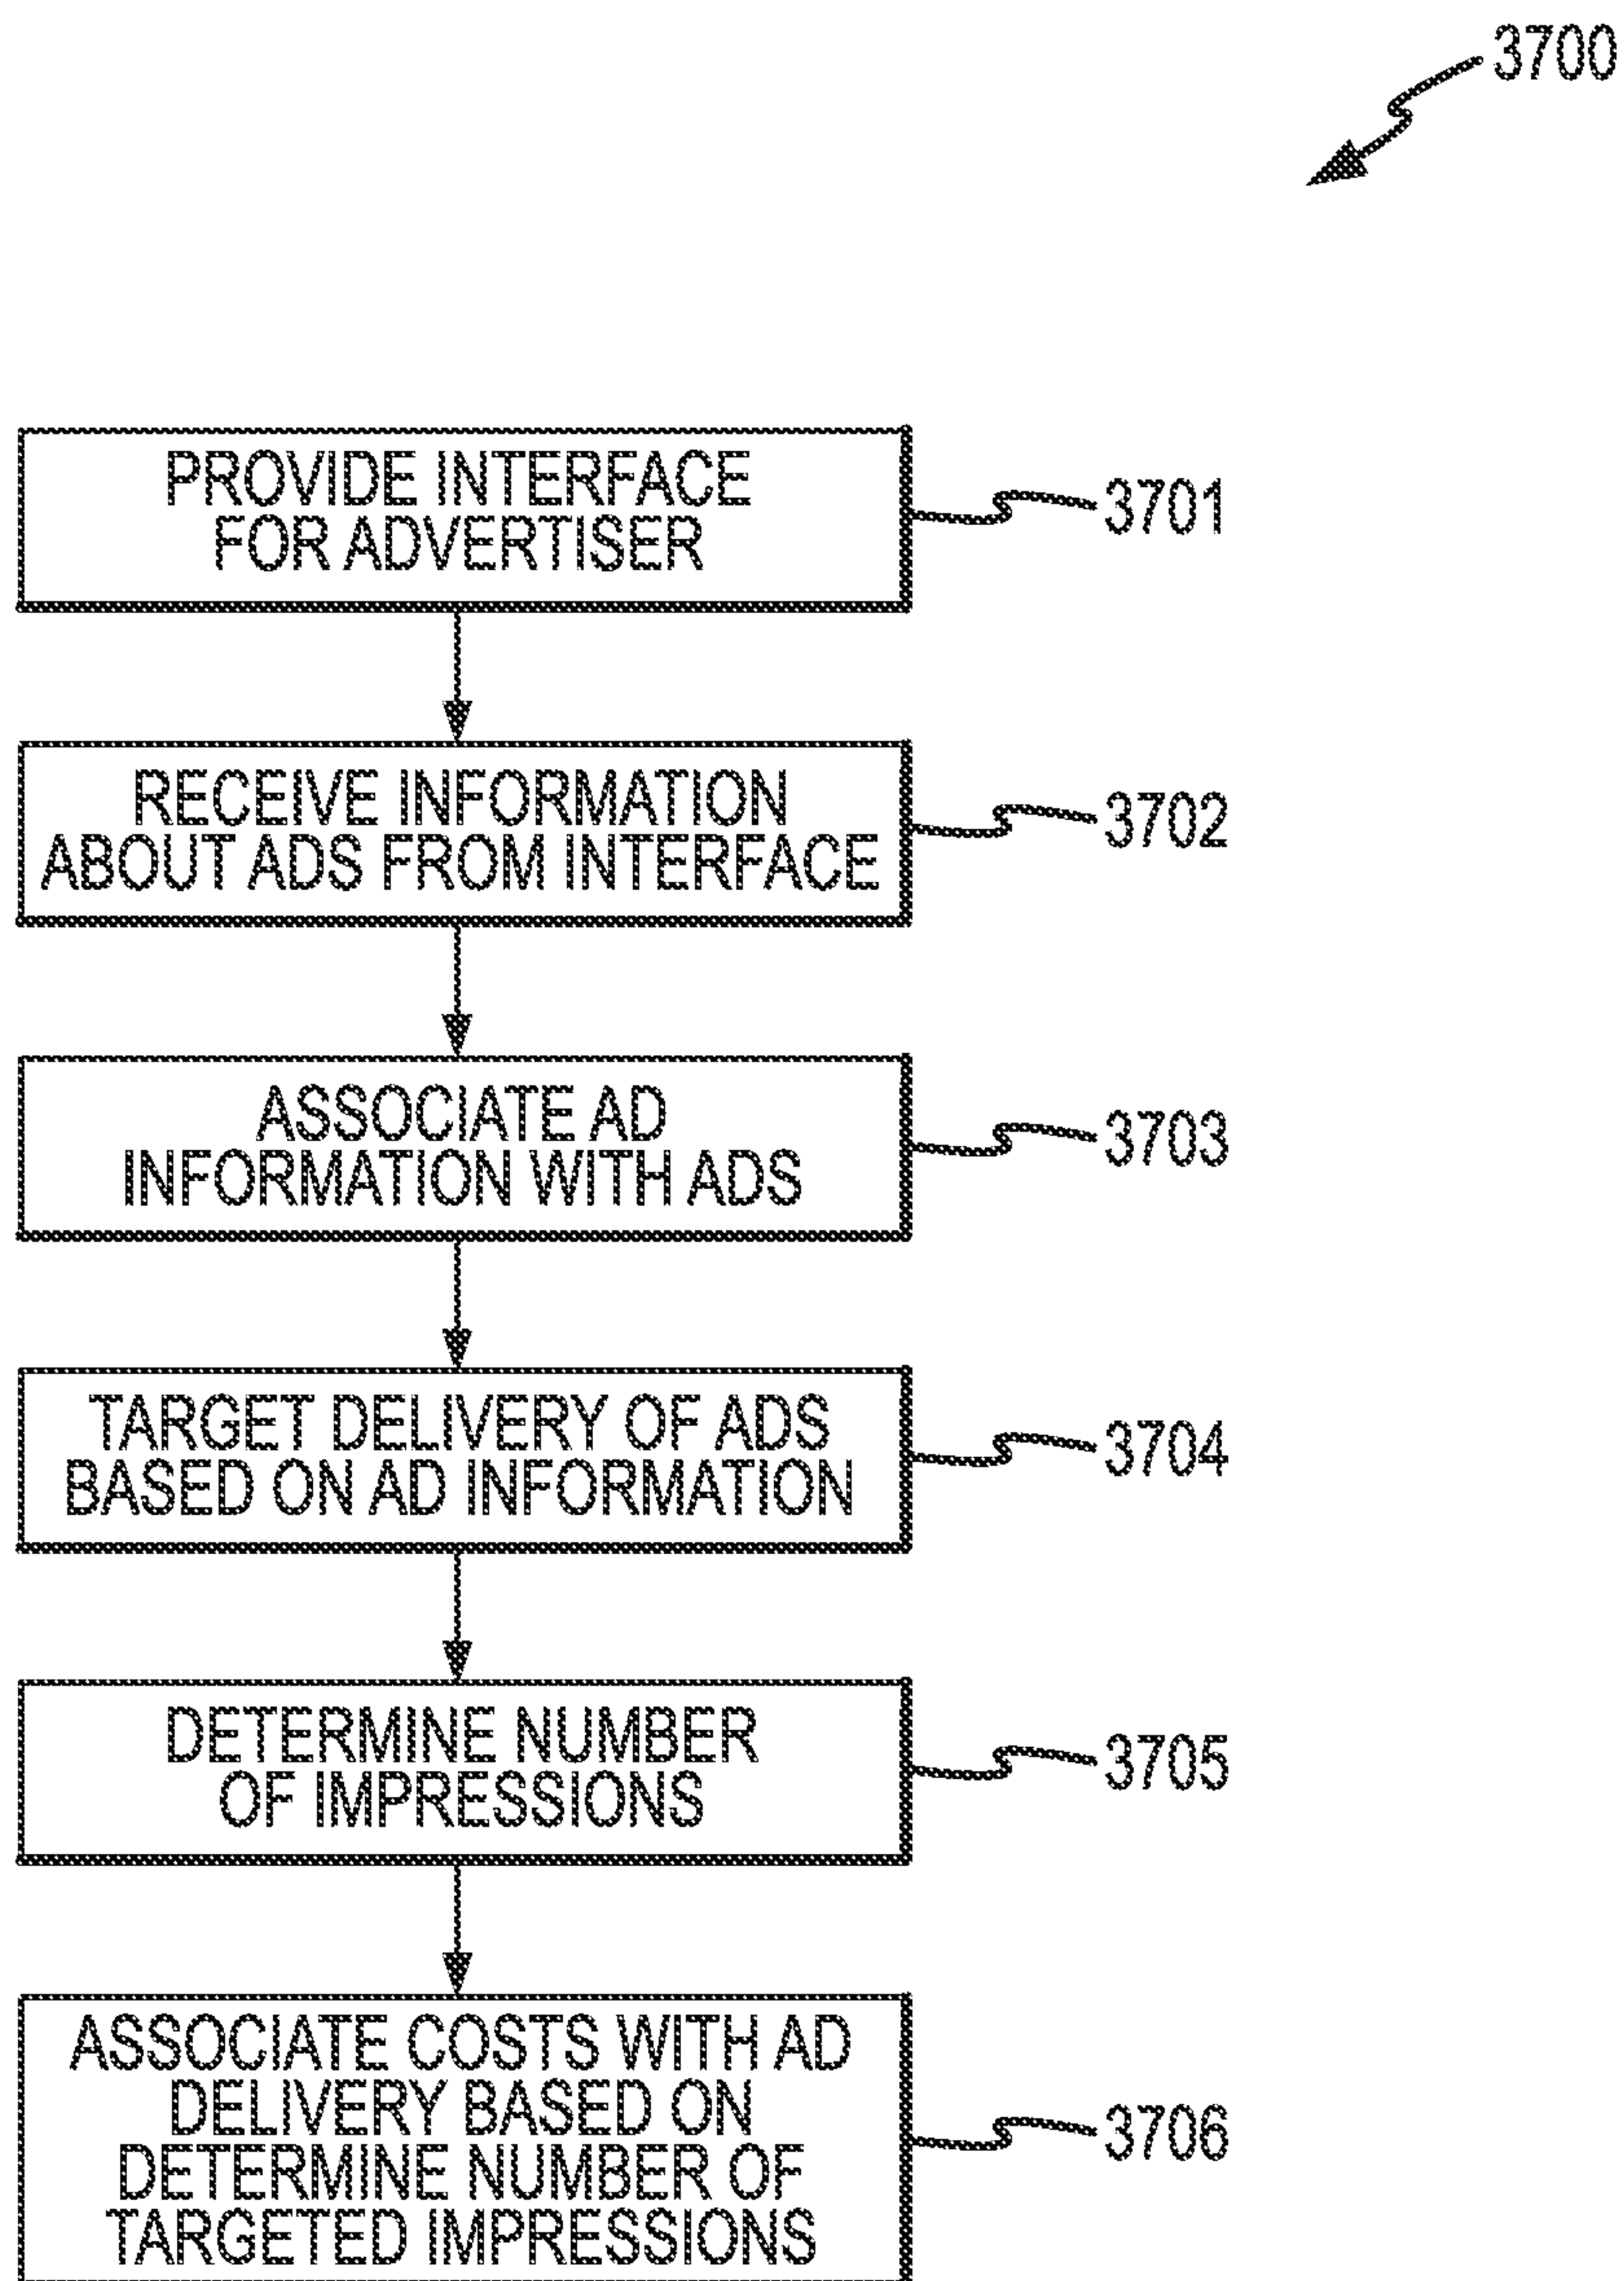 3700
PROVIDE INTERFACE
FOR ADVERTISER
3701
RECEIVE INFORMATION
ABOUT ADS FROM INTERFACE
3702
ASSOCIATE AD
INFORMATION WITH ADS
3703
TARGET DELIVERY OF ADS
BASED ON AD INFORMATION
3704
DETERMINE NUMBER
OF IMPRESSIONS
3705
ASSOCIATE COSTS WITH AD
DELIVERY BASED ON
DETERMINE NUMBER OF
TARGETED IMPRESSIONS
3706